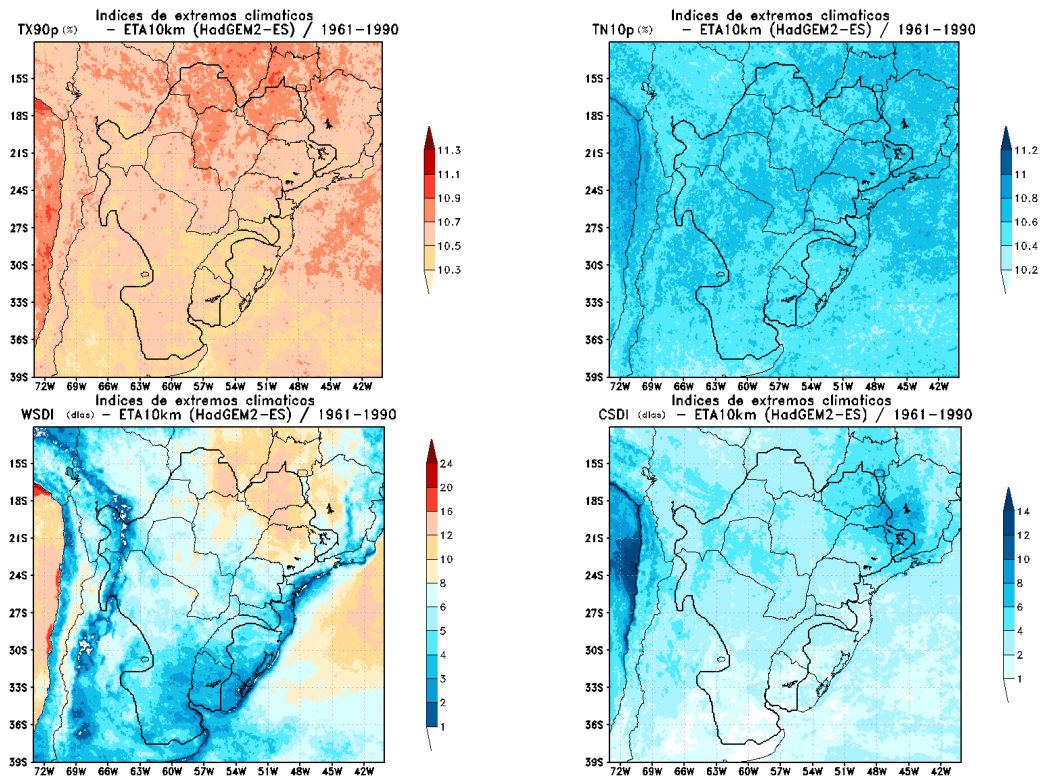 Indices de extremos climaticos
TX90p (%) - ETA10km (HadGEM2-ES) / 1961-1990
15S
18S
21S
24S
27S
30S
33S
36S
39S
72W 69W 66W 63W 60W 57W 54W 51W 48W 45W 42W
11.3
11.1
10.9
10.7
10.5
10.3
Indices de extremos climaticos
TN10p (%) - ETA10km (HadGEM2-ES) / 1961-1990
15S
18S
21S
24S
27S
30S
33S
36S
39S
72W 69W 66W 63W 60W 57W 54W 51W 48W 45W 42W
11.2
11
10.8
10.6
10.4
10.2
Indices de extremos climaticos
WSDI (dias) - ETA10km (HadGEM2-ES) / 1961-1990
15S
18S
21S
24S
27S
30S
33S
36S
39S
72W 69W 66W 63W 60W 57W 54W 51W 48W 45W 42W
24
20
16
12
10
8
6
5
4
3
2
1
Indices de extremos climaticos
CSDI (dias) - ETA10km (HadGEM2-ES) / 1961-1990
15S
18S
21S
24S
27S
30S
33S
36S
39S
72W 69W 66W 63W 60W 57W 54W 51W 48W 45W 42W
14
12
10
8
6
4
2
1